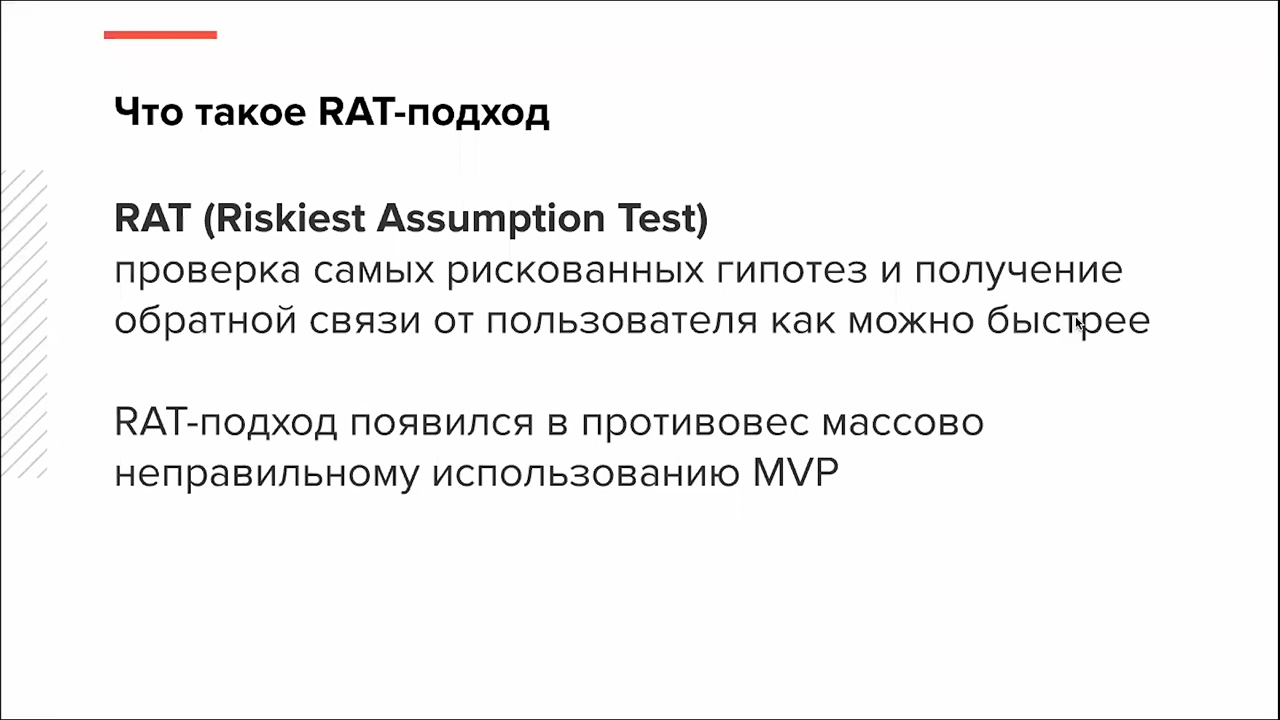 Что такое RAT-подход
RAT (Riskiest Assumption Test)
проверка самых рискованных гипотез и получение
обратной связи от пользователя как можно быстрее
RAT-подход появился в противовес массово
неправильному использованию MVP